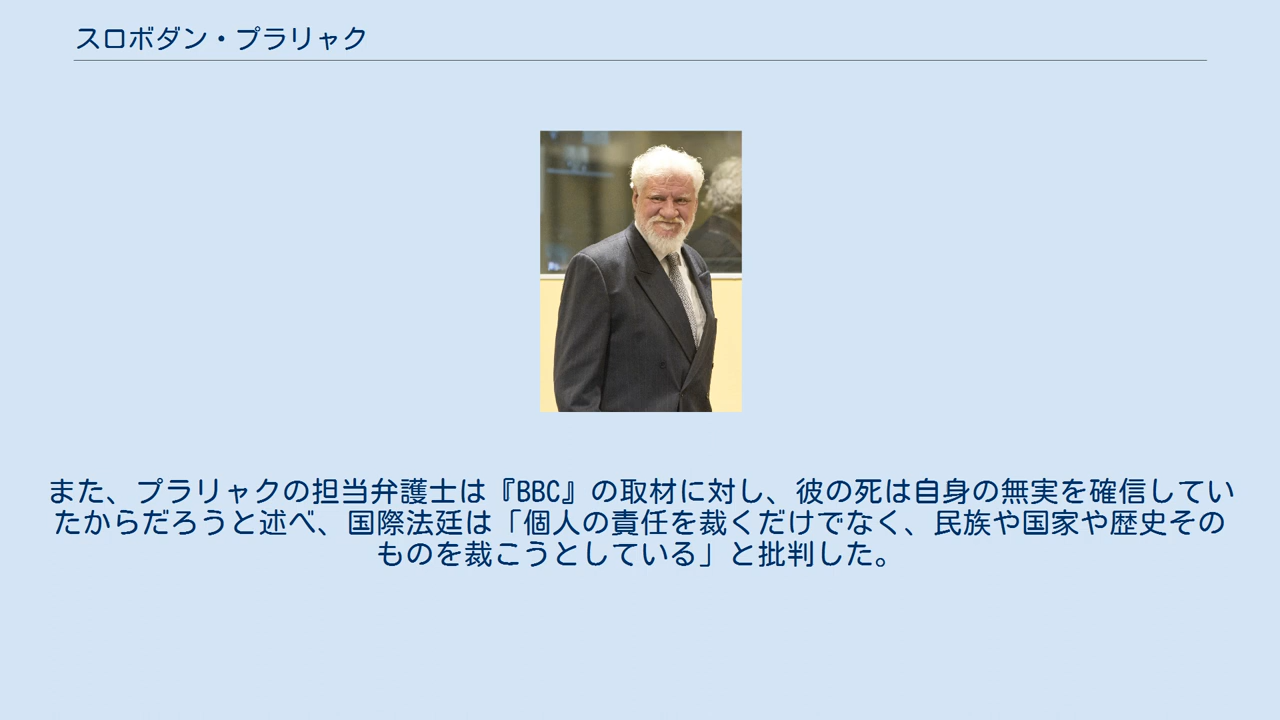 スロボダン・プラリャク
また、プラリャクの担当弁護士は『BBC』の取材に対し、彼の死は自身の無実を確信してい
たからだろうと述べ、国際法廷は「個人の責任を裁くだけでなく、民族や国家や歴史その
ものを裁こうとしている」と批判した。